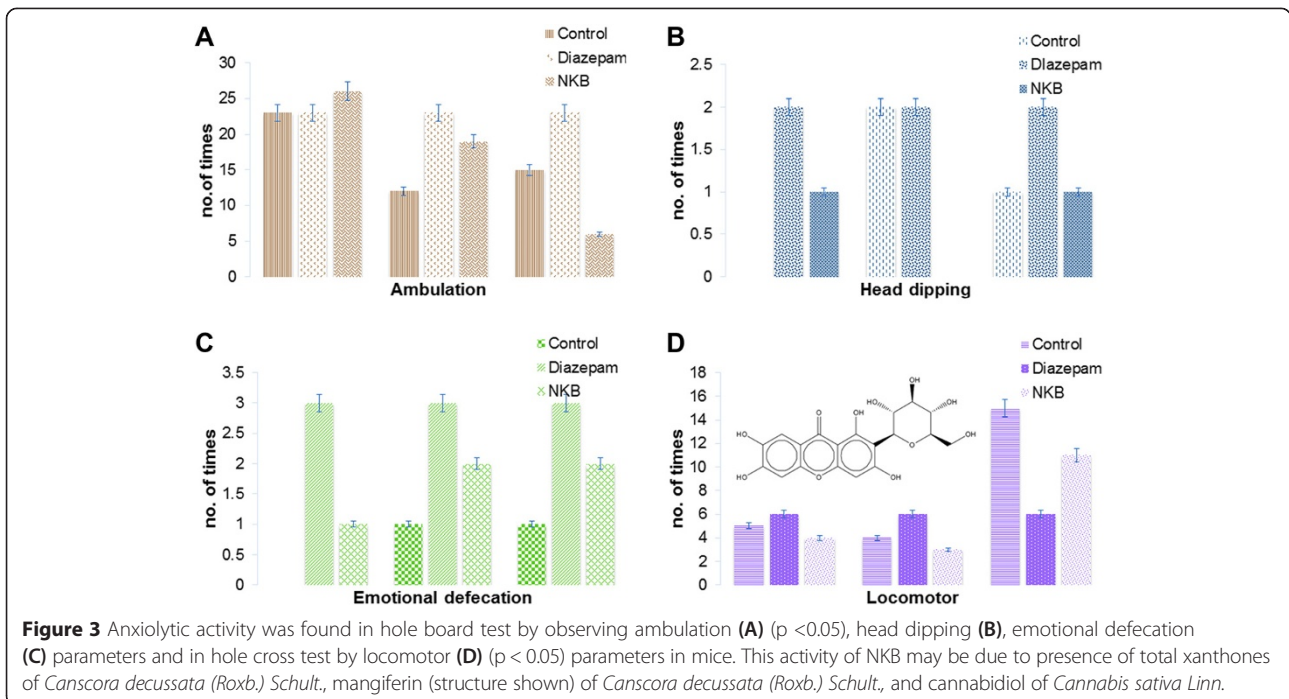 A
Control
Diazepam
NKB
30
25
20
15
10
5
0
no.of times
Ambulation
B
Control
DIazepam
NKB
2.5
2
1.5
1
0.5
0
no.of times
Head dipping
C
Control
Diazepam
NKB
3.5
3
2.5
2
1.5
1
0.5
0
no. of times
Emotional defecation
D
Control
Diazepam
NKB
18
16
14
12
10
8
6
4
2
0
no. of times
OH
HO
OH
O
OH
OH
HO
O
HO
O
OH
Locomotor
Figure 3 Anxiolytic activity was found in hole board test by observing ambulation (A) (p <0.05), head dipping (B), emotional defecation
(C) parameters and in hole cross test by locomotor (D) (p < 0.05) parameters in mice. This activity of NKB may be due to presence of total xanthones
of Canscora decussata (Roxb.) Schult., mangiferin (structure shown) of Canscora decussata (Roxb.) Schult., and cannabidiol of Cannabis sativa Linn.